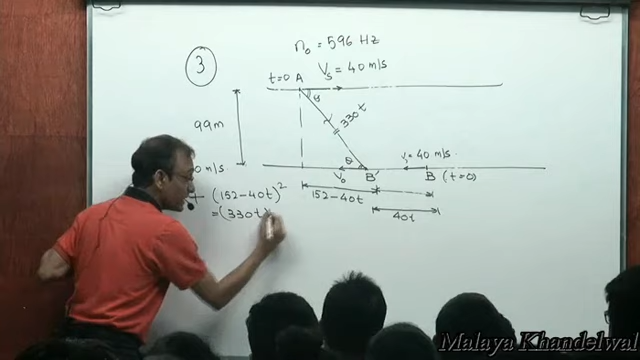 3
n₀ = 596 Hz
Vₛ = 40 m/s
t=0 A
θ
330t
99m
θ
V₀
B'
v = 40 m/s.
B (t=0)
0 m/s
152-40t
40t
+ (152-40t)²
=(330t)
Malaya Khandelwal